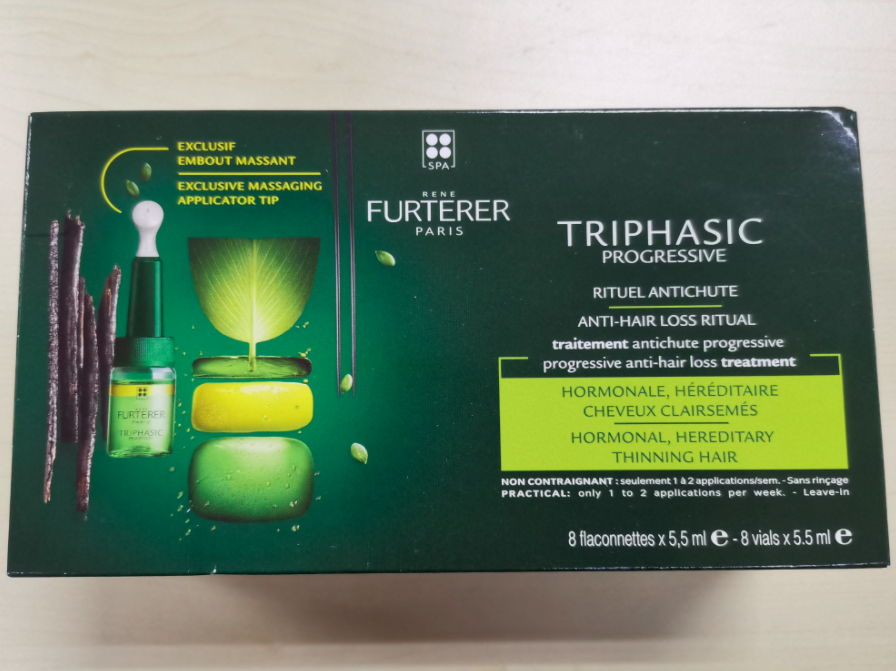 EXCLUSIF
EMBOUT MASSANT
EXCLUSIVE MASSAGING
APPLICATOR TIP
SPA
RENE
FURTERER
PARIS
TRIPHASIC
PROGRESSIVE
RITUEL ANTICHUTE
ANTI-HAIR LOSS RITUAL
traitement antichute progressive
progressive anti-hair loss treatment
HORMONALE, HÉRÉDITAIRE
CHEVEUX CLAIRSEMÉS
HORMONAL, HEREDITARY
THINNING HAIR
NON CONTRAIGNANT : seulement 1 à 2 applications/sem. - Sans rinçage
PRACTICAL: only 1 to 2 applications per week. - Leave-in
8 flaconnettes x 5,5 ml ℮ - 8 vials x 5.5 ml ℮
FURTERER
PARIS
TRIPHASIC